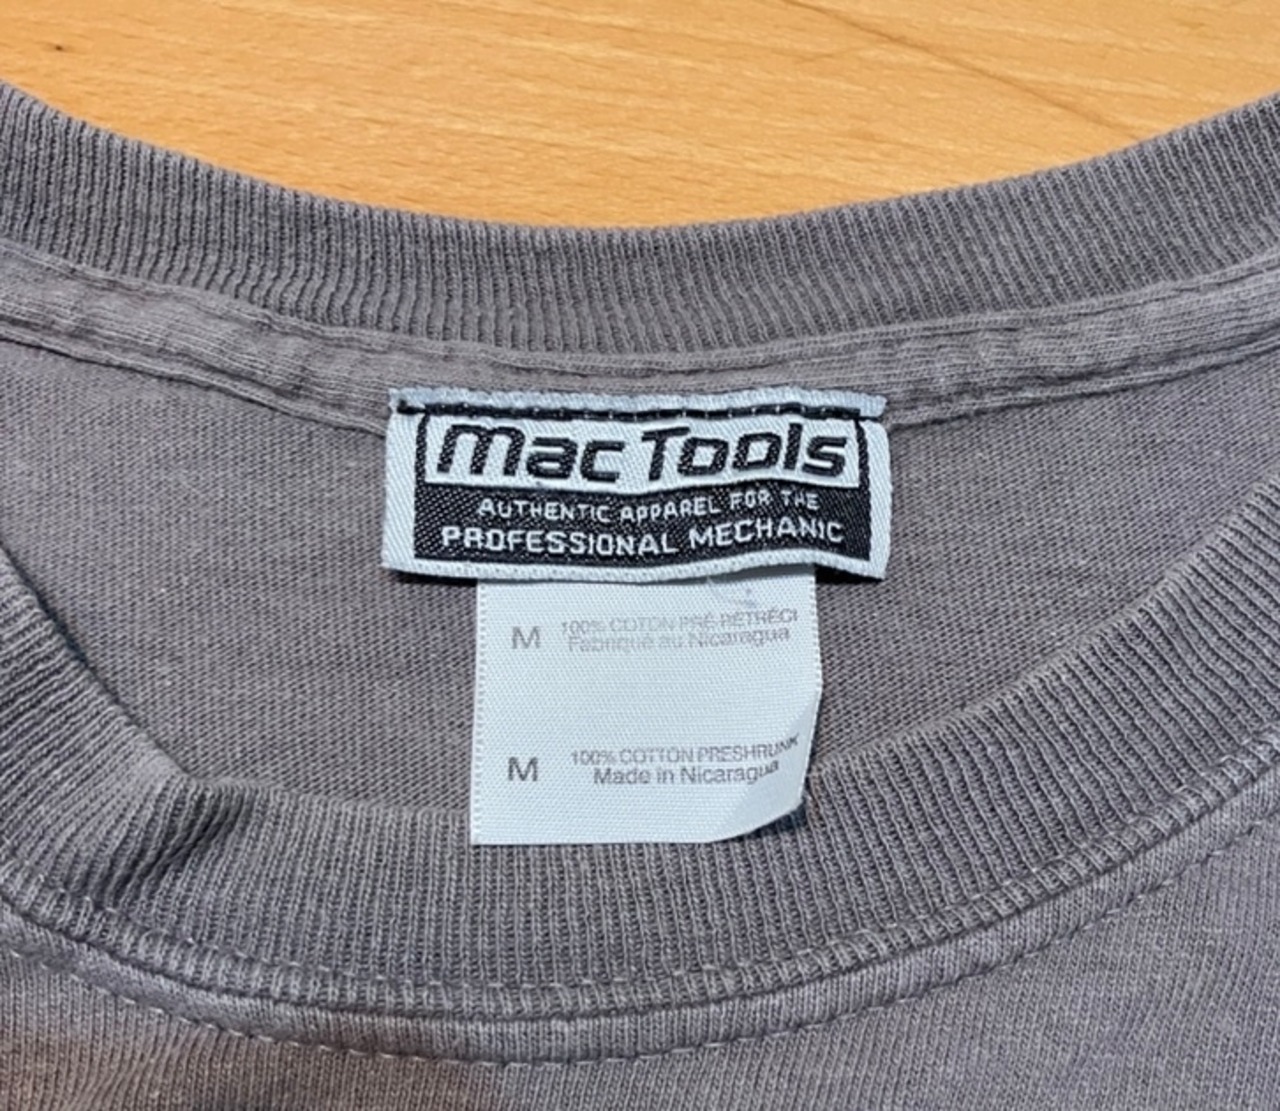 Mac Tools
AUTHENTIC APPAREL FOR THE
PROFESSIONAL MECHANIC
M 100% COTON PRÉ-RÉTRÉCI
Fabriqué au Nicaragua
M 100% COTTON PRESHRUNK
Made in Nicaragua